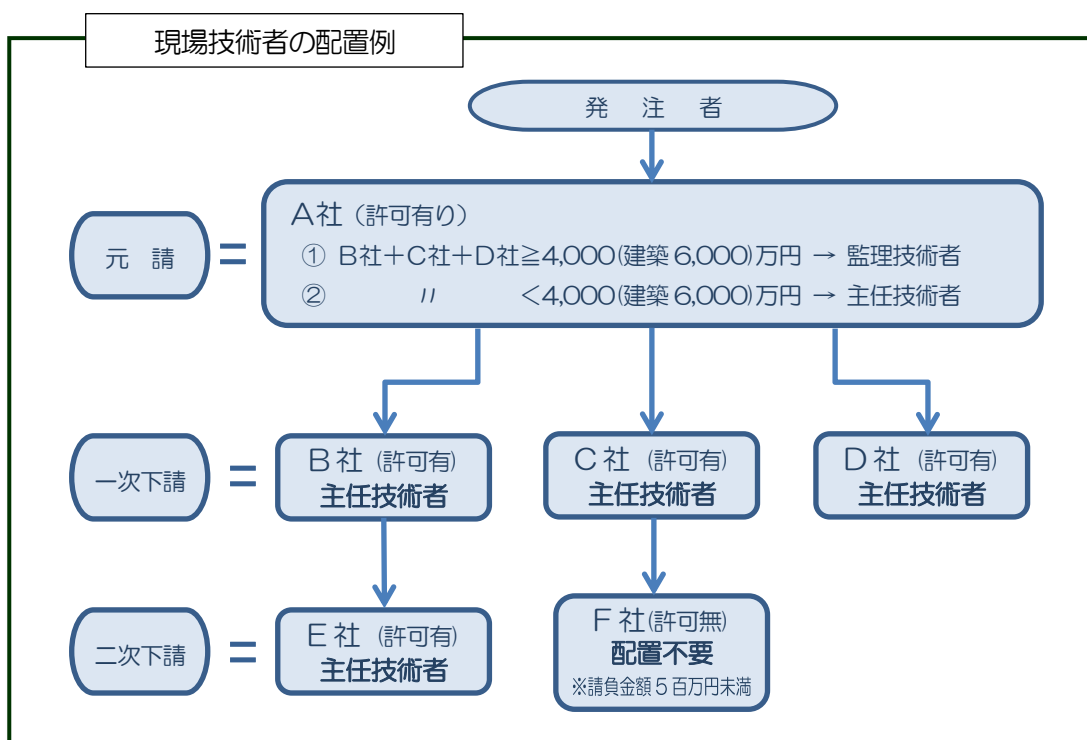 現場技術者の配置例
発 注 者
元 請
=
A社（許可有り）
① B社＋C社＋D社≧4,000(建築6,000)万円 → 監理技術者
② 〃 ＜4,000(建築6,000)万円 → 主任技術者
一次下請
=
B社 (許可有)
主任技術者
C社 (許可有)
主任技術者
D社 (許可有)
主任技術者
二次下請
=
E社 (許可有)
主任技術者
F社(許可無)
配置不要
※請負金額5百万円未満